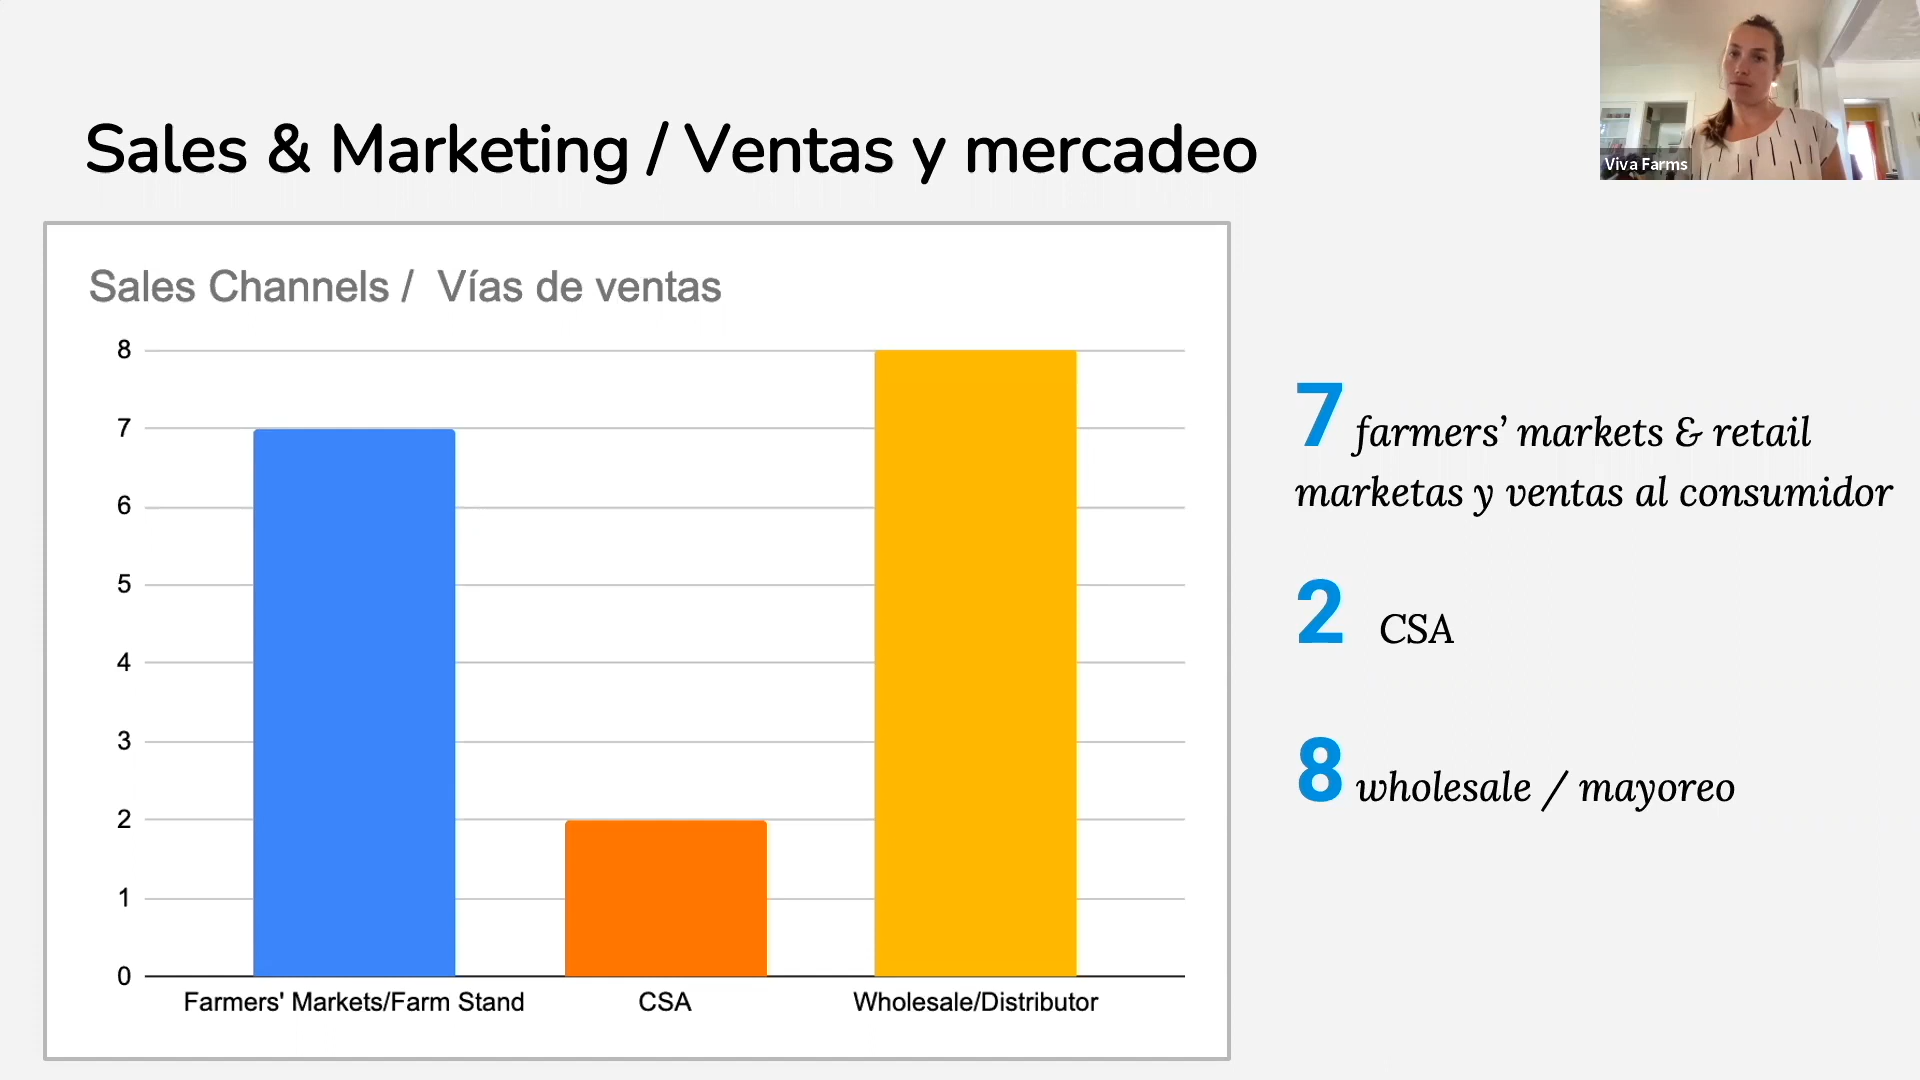 Viva Farms
Sales & Marketing / Ventas y mercadeo
Sales Channels / Vías de ventas
8
7
6
5
4
3
2
1
0
Farmers' Markets/Farm Stand
CSA
Wholesale/Distributor
7 farmers’ markets & retail
marketas y ventas al consumidor
2 CSA
8 wholesale / mayoreo